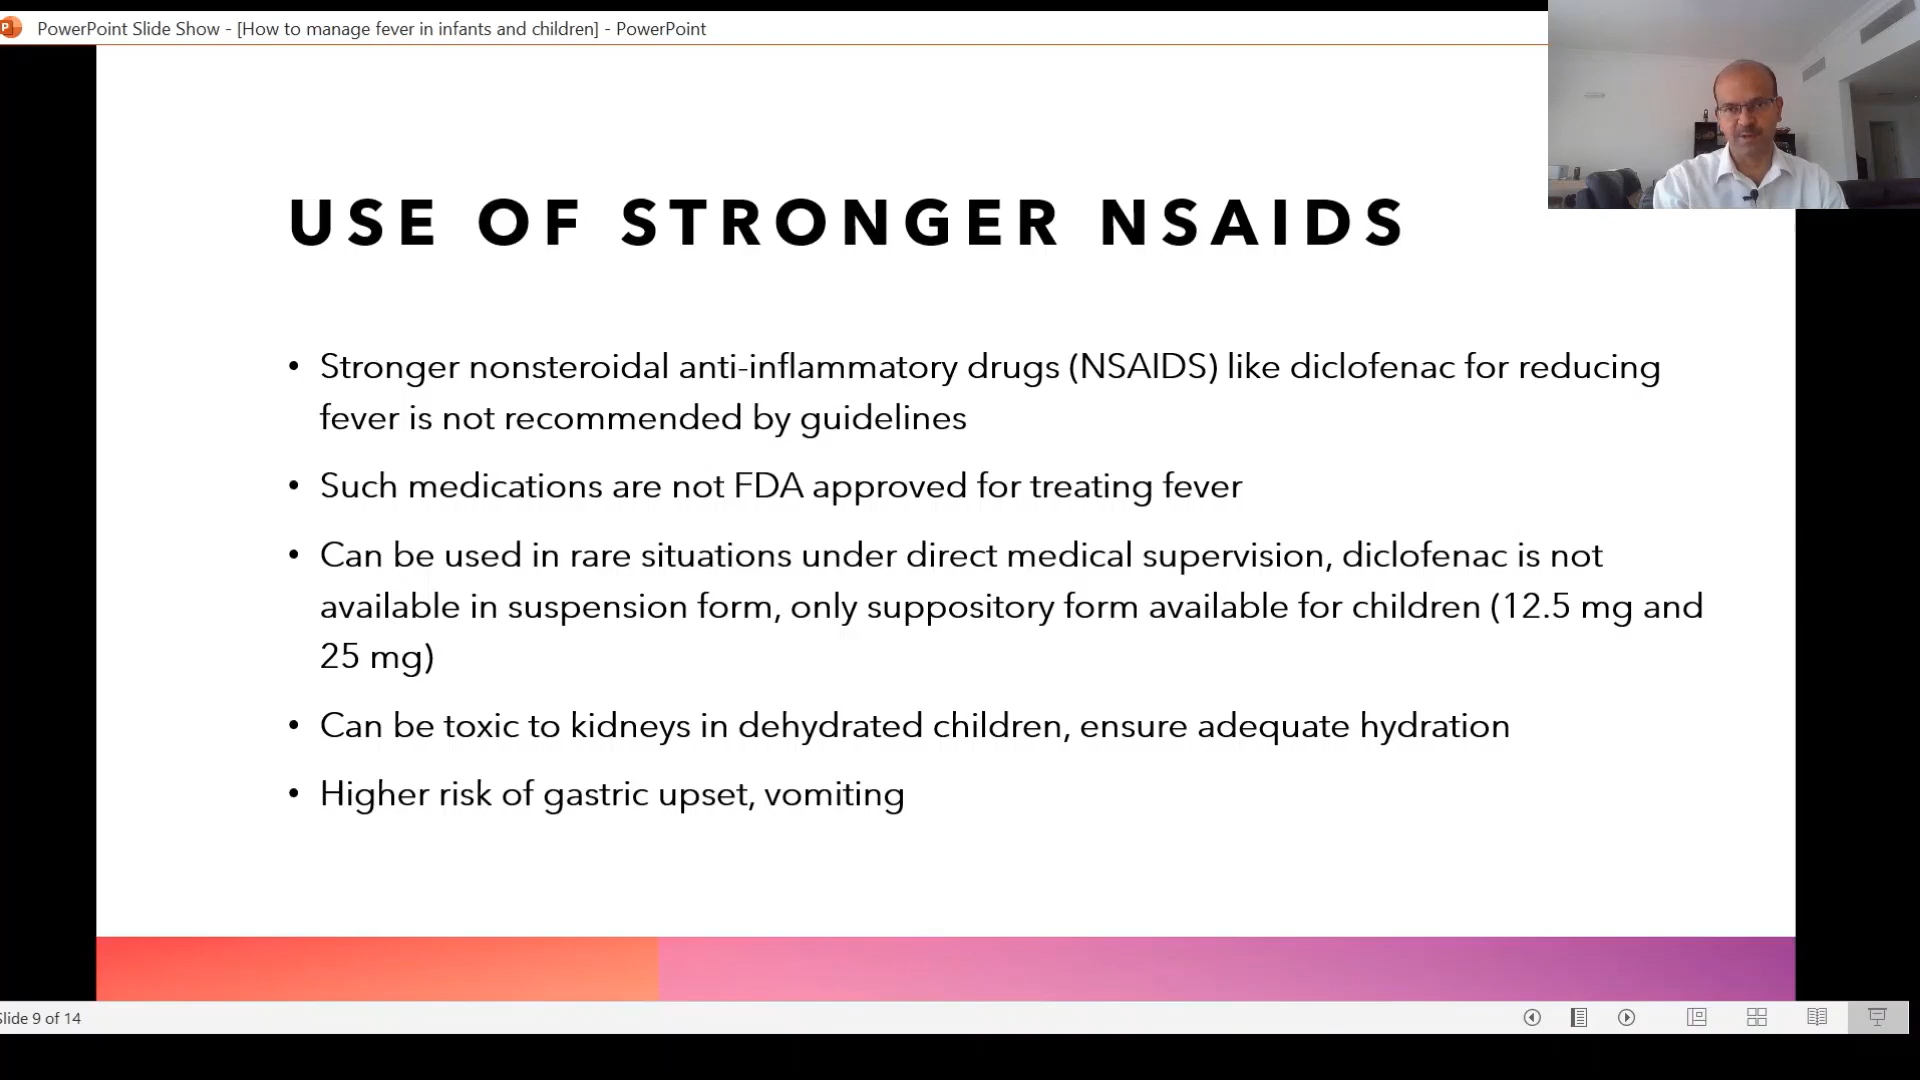 PowerPoint Slide Show - [How to manage fever in infants and children] - PowerPoint
USE OF STRONGER NSAIDS
• Stronger nonsteroidal anti-inflammatory drugs (NSAIDS) like diclofenac for reducing
fever is not recommended by guidelines
• Such medications are not FDA approved for treating fever
• Can be used in rare situations under direct medical supervision, diclofenac is not
available in suspension form, only suppository form available for children (12.5 mg and
25 mg)
• Can be toxic to kidneys in dehydrated children, ensure adequate hydration
• Higher risk of gastric upset, vomiting
Slide 9 of 14